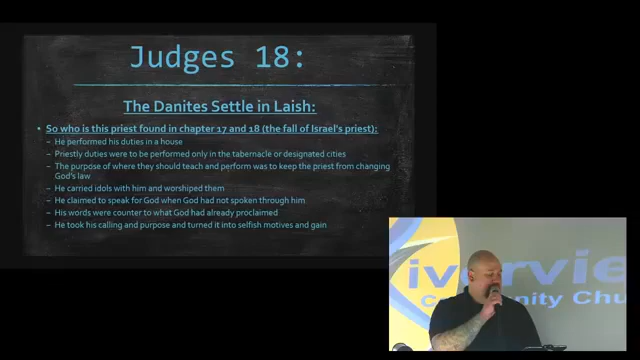 Judges 18:
The Danites Settle in Laish:
• So who is this priest found in chapter 17 and 18 (the fall of Israel's priest):
– He performed his duties in a house
– Priestly duties were to be performed only in the tabernacle or designated cities
– The purpose of where they should teach and perform was to keep the priest from changing
God's law
– He carried idols with him and worshiped them
– He claimed to speak for God when God had not spoken through him
– His words were counter to what God had already proclaimed
– He took his calling and purpose and turned it into selfish motives and gain
ivervie
Community Chu